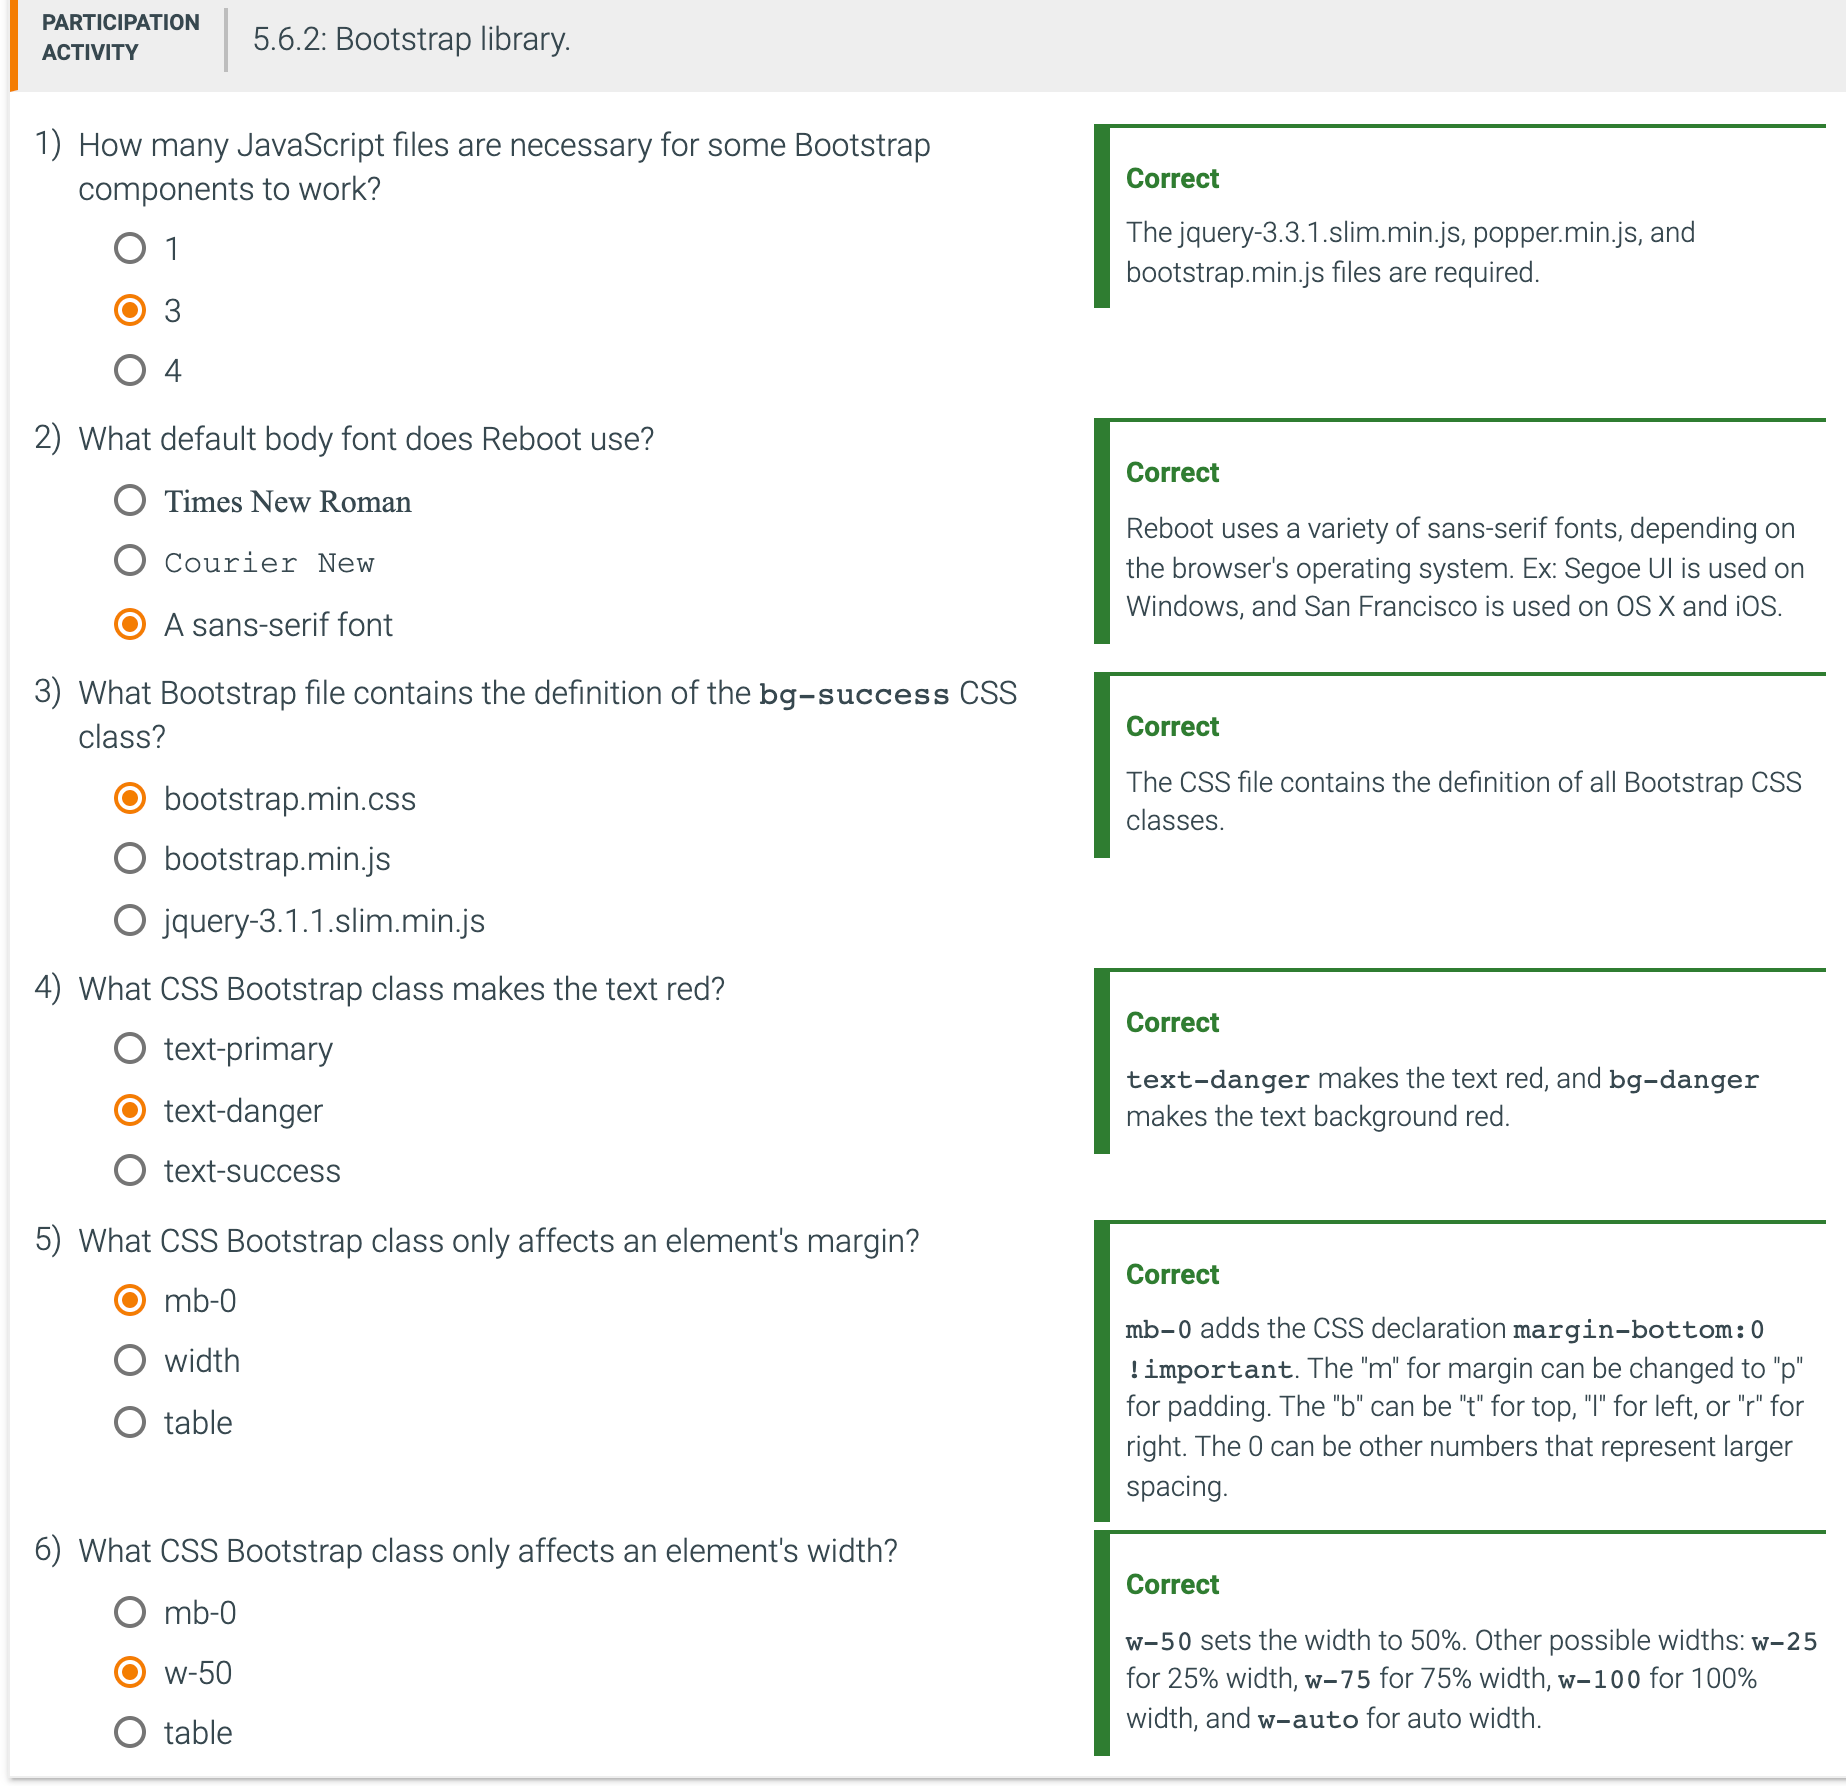 PARTICIPATION
ACTIVITY
5.6.2: Bootstrap library.
1) How many JavaScript files are necessary for some Bootstrap
components to work?
1
3
4
Correct
The jquery-3.3.1.slim.min.js, popper.min.js, and
bootstrap.min.js files are required.
2) What default body font does Reboot use?
Times New Roman
Courier New
A sans-serif font
Correct
Reboot uses a variety of sans-serif fonts, depending on
the browser's operating system. Ex: Segoe UI is used on
Windows, and San Francisco is used on OS X and iOS.
3) What Bootstrap file contains the definition of the bg-success CSS
class?
bootstrap.min.css
bootstrap.min.js
jquery-3.1.1.slim.min.js
Correct
The CSS file contains the definition of all Bootstrap CSS
classes.
4) What CSS Bootstrap class makes the text red?
text-primary
text-danger
text-success
Correct
text-danger makes the text red, and bg-danger
makes the text background red.
5) What CSS Bootstrap class only affects an element's margin?
mb-0
width
table
Correct
mb-0 adds the CSS declaration margin-bottom:0
!important. The "m" for margin can be changed to "p"
for padding. The "b" can be "t" for top, "l" for left, or "r" for
right. The 0 can be other numbers that represent larger
spacing.
6) What CSS Bootstrap class only affects an element's width?
mb-0
w-50
table
Correct
w-50 sets the width to 50%. Other possible widths: w-25
for 25% width, w-75 for 75% width, w-100 for 100%
width, and w-auto for auto width.